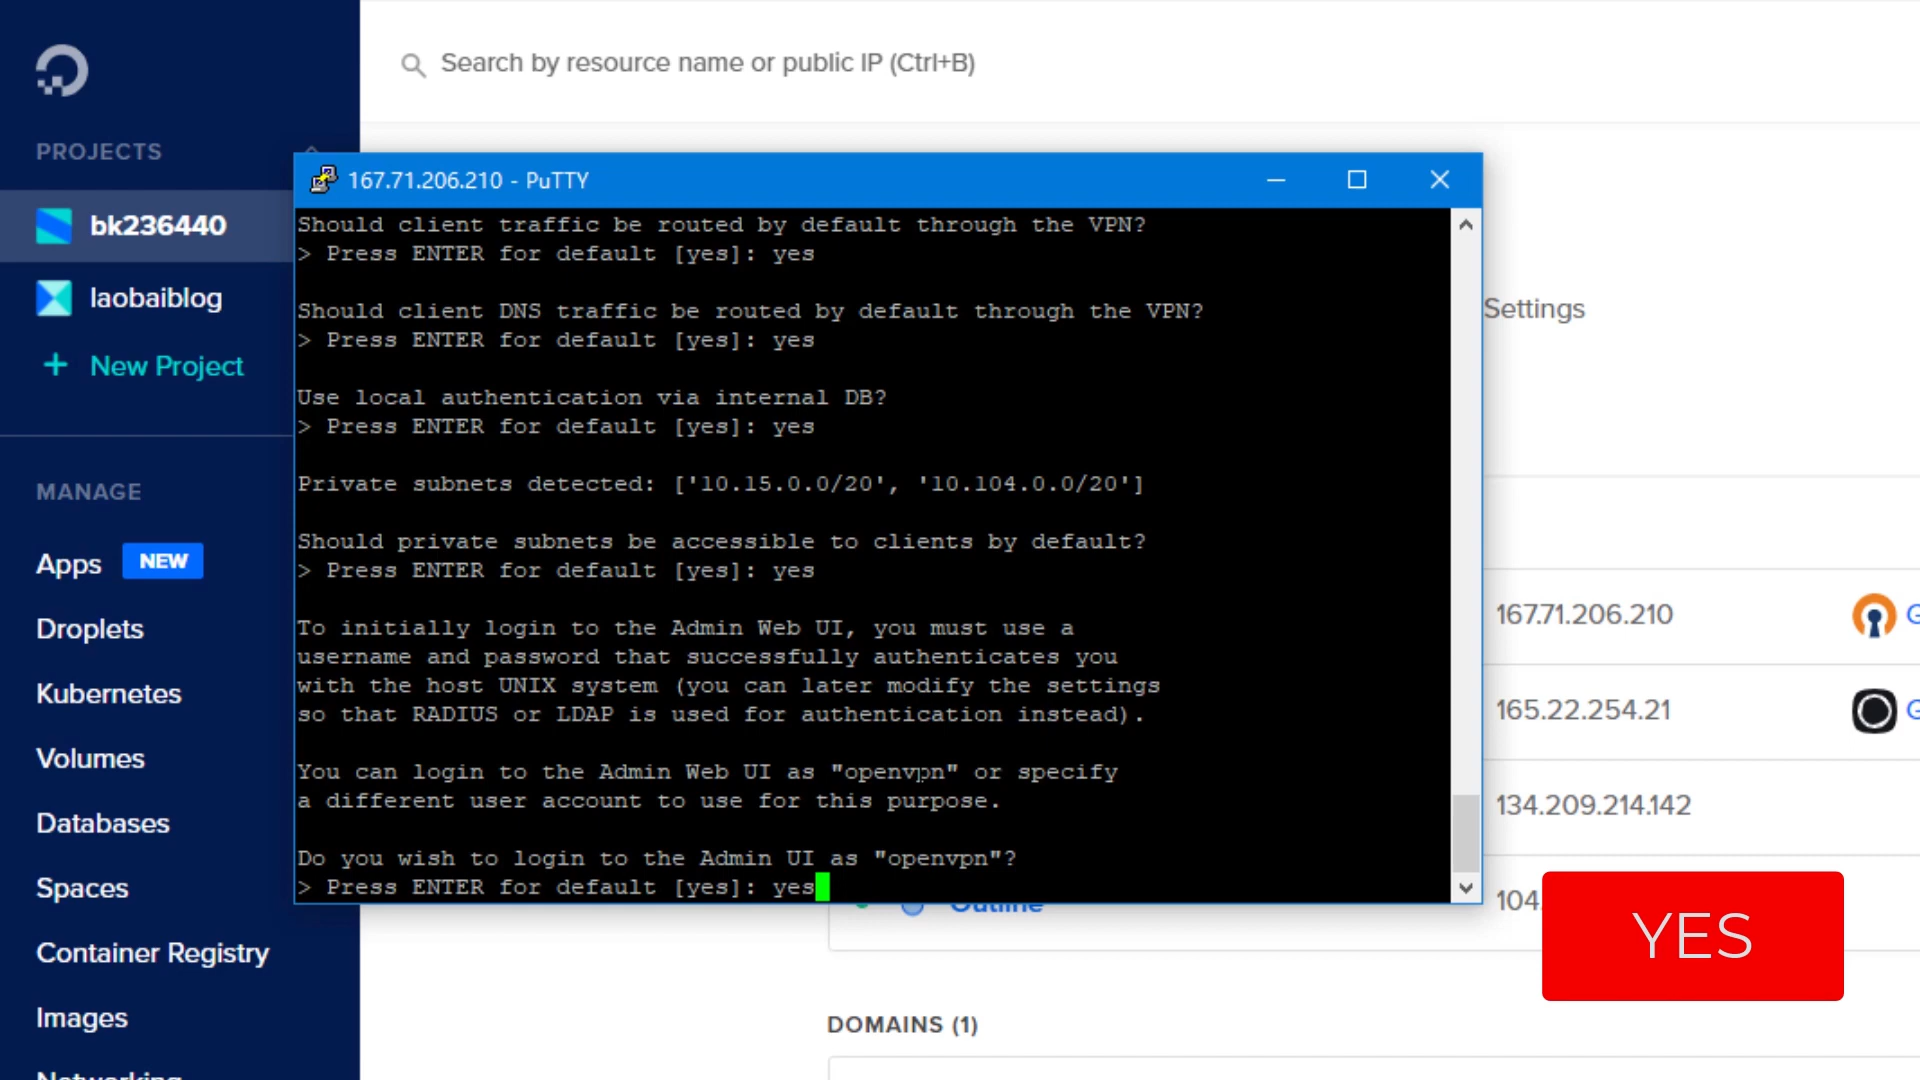 Search by resource name or public IP (Ctrl+B)
PROJECTS
bk236440
laobaiblog
+ New Project
MANAGE
Apps NEW
Droplets
Kubernetes
Volumes
Databases
Spaces
Container Registry
Images
Networking
167.71.206.210 - PuTTY
Should client traffic be routed by default through the VPN?
> Press ENTER for default [yes]: yes
Should client DNS traffic be routed by default through the VPN?
> Press ENTER for default [yes]: yes
Use local authentication via internal DB?
> Press ENTER for default [yes]: yes
Private subnets detected: ['10.15.0.0/20', '10.104.0.0/20']
Should private subnets be accessible to clients by default?
> Press ENTER for default [yes]: yes
To initially login to the Admin Web UI, you must use a
username and password that successfully authenticates you
with the host UNIX system (you can later modify the settings
so that RADIUS or LDAP is used for authentication instead).
You can login to the Admin Web UI as "openvpn" or specify
a different user account to use for this purpose.
Do you wish to login to the Admin UI as "openvpn"?
> Press ENTER for default [yes]: yes
Settings
167.71.206.210
165.22.254.21
134.209.214.142
Outline
104.
YES
DOMAINS (1)